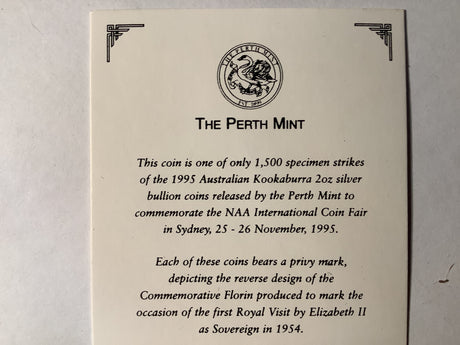 THE PERTH MINT
EST 1899
THE PERTH MINT
This coin is one of only 1,500 specimen strikes
of the 1995 Australian Kookaburra 2oz silver
bullion coins released by the Perth Mint to
commemorate the NAA International Coin Fair
in Sydney, 25 - 26 November, 1995.
Each of these coins bears a privy mark,
depicting the reverse design of the
Commemorative Florin produced to mark the
occasion of the first Royal Visit by Elizabeth II
as Sovereign in 1954.